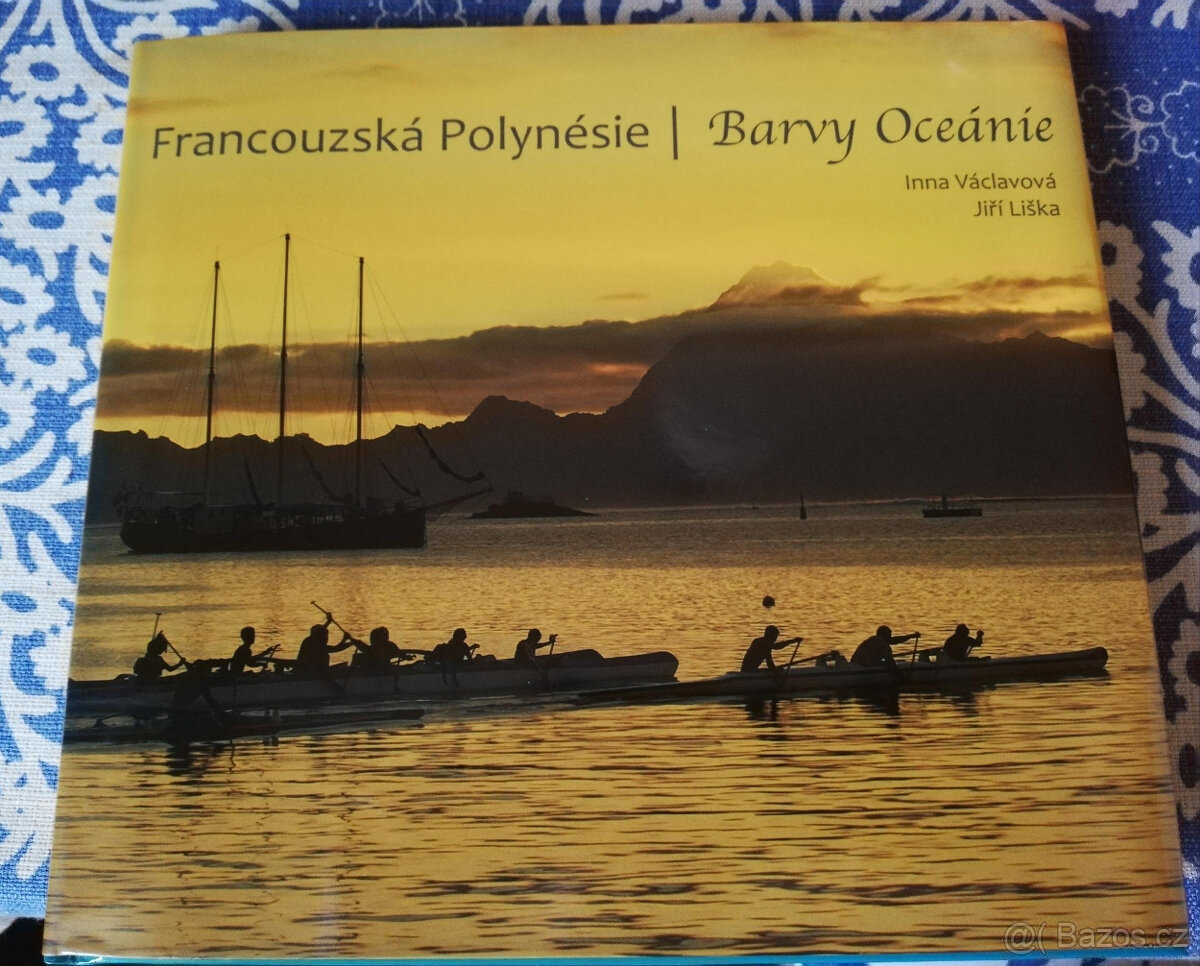 Francouzská Polynésie | Barvy Oceánie
Inna Václavová
Jiří Liška
@( Bazos.cz